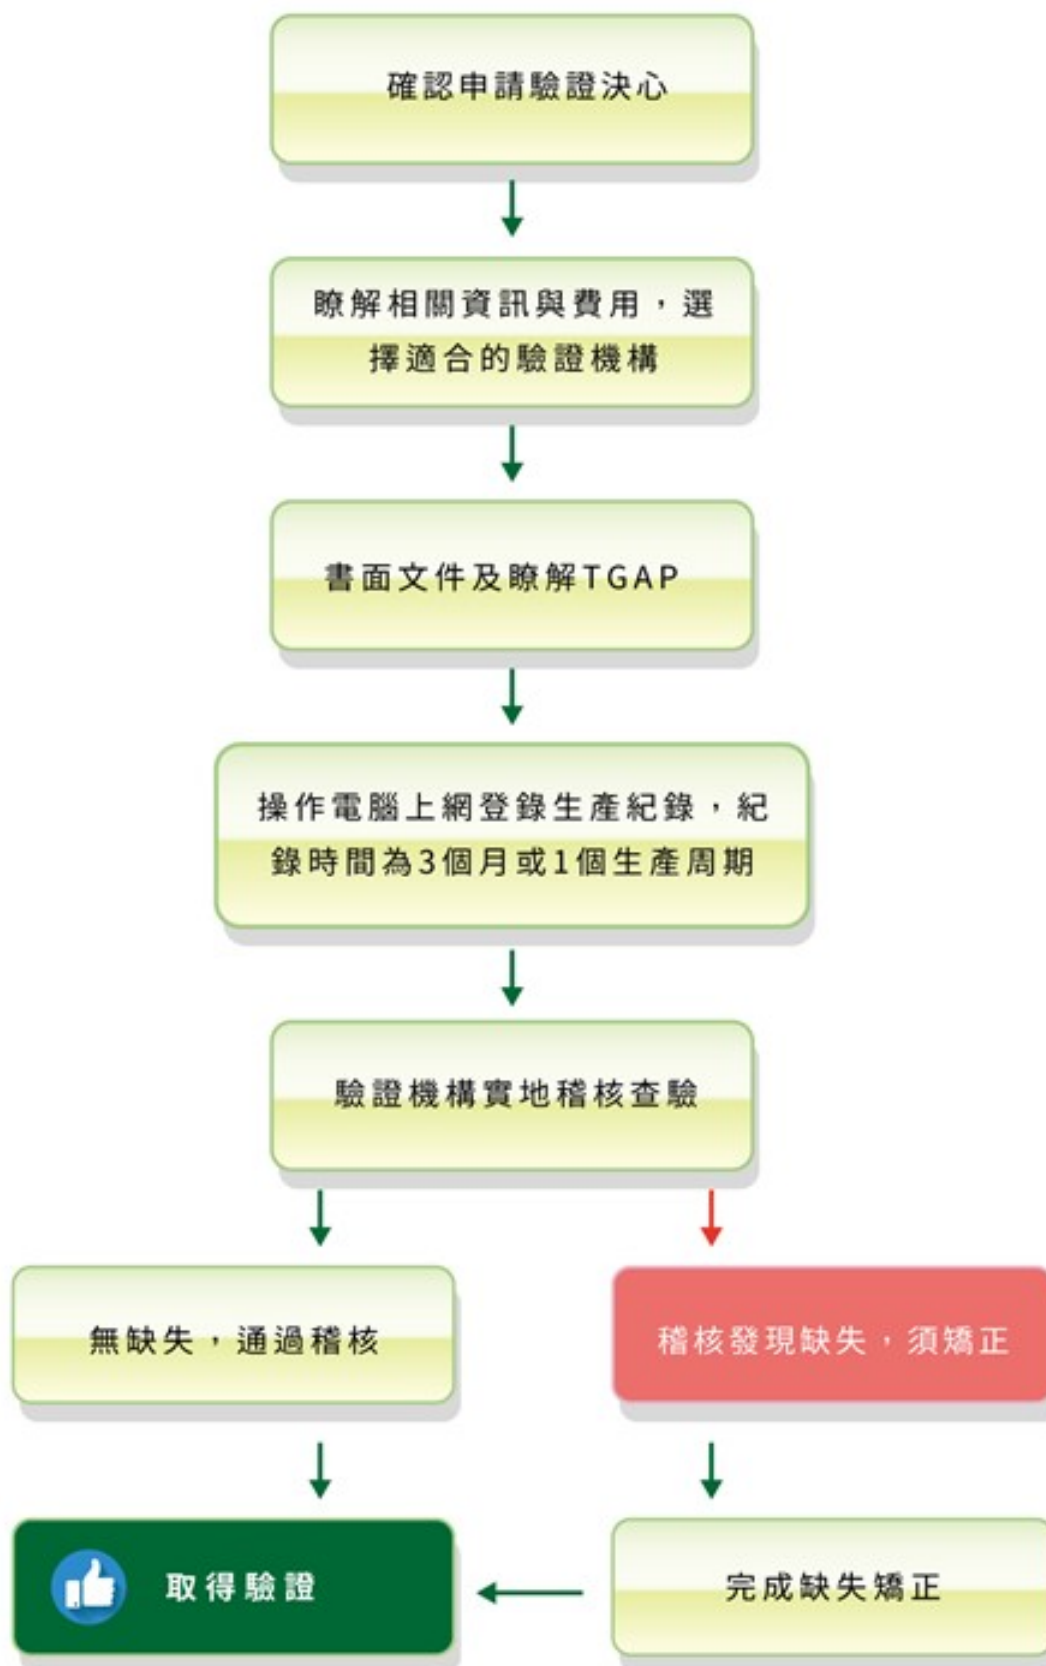 確認申請驗證決心
瞭解相關資訊與費用，選
擇適合的驗證機構
書面文件及瞭解TGAP
操作電腦上網登錄生產紀錄，紀
錄時間為3個月或1個生產周期
驗證機構實地稽核查驗
無缺失，通過稽核
稽核發現缺失，須矯正
取得驗證
完成缺失矯正